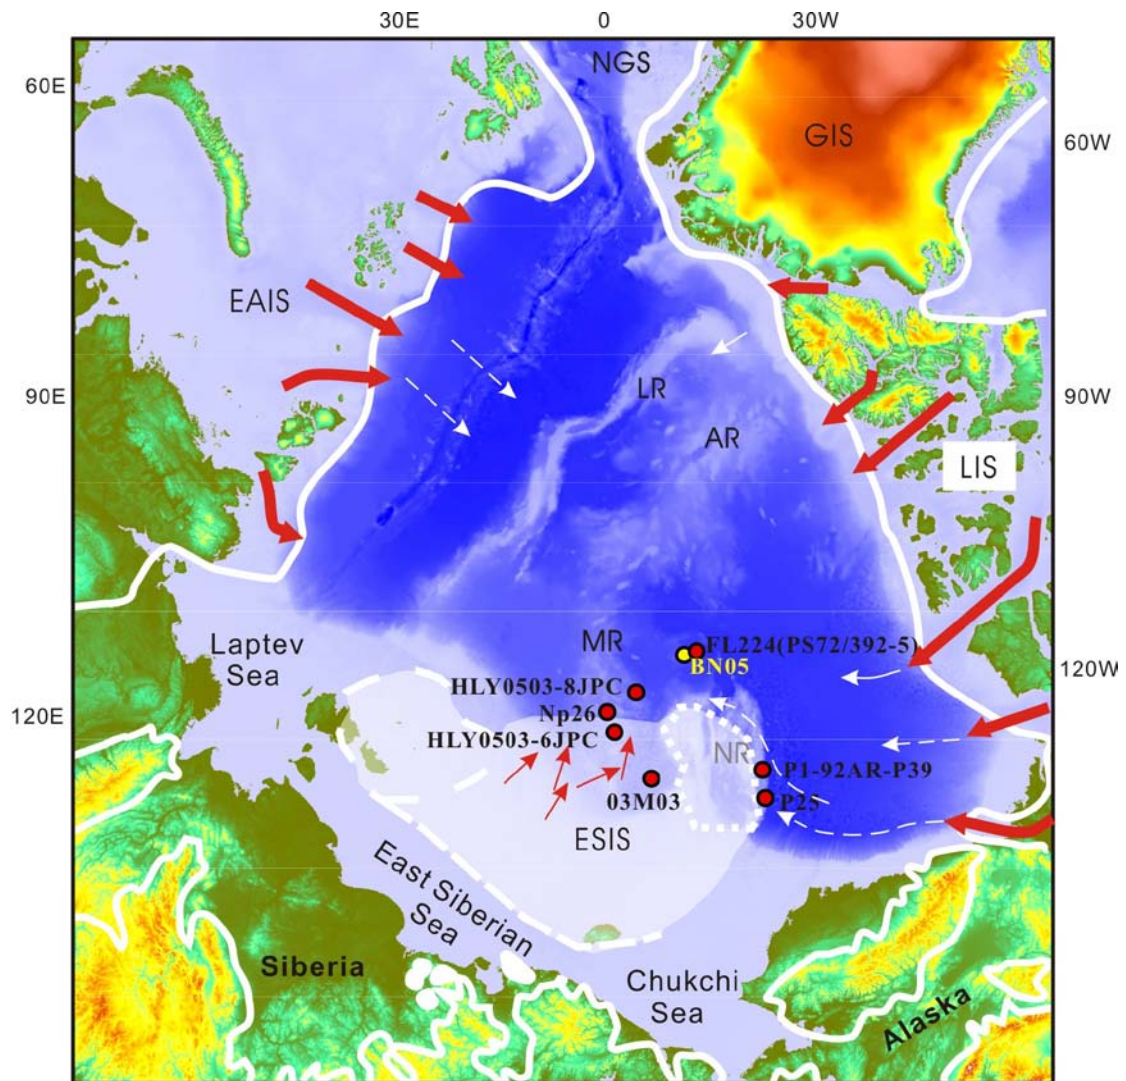 30E 0 30W
60E
60W
90E
90W
120E
120W
NGS
GIS
EAIS
LR
AR
LIS
Laptev
Sea
MR
FL224(PS72/392-5)
BN05
HLY0503-8JPC
Np26
HLY0503-6JPC
NR
P1-92AR-P39
03M03
P25
ESIS
East Siberian
Sea
Siberia
Chukchi
Sea
Alaska